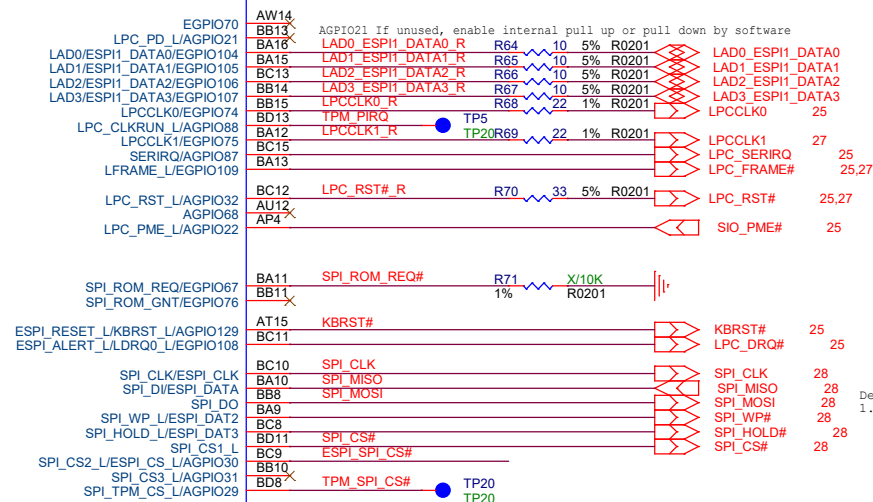 EGPIO70 AW14
LPC_PD_L/AGPIO21 BB13 AGPIO21 If unused, enable internal pull up or pull down by software
LAD0/ESPI1_DATA0/EGPIO104 BA16 LAD0_ESPI1_DATA0_R R64 10 5% R0201 LAD0_ESPI1_DATA0
LAD1/ESPI1_DATA1/EGPIO105 BA15 LAD1_ESPI1_DATA1_R R65 10 5% R0201 LAD1_ESPI1_DATA1
LAD2/ESPI1_DATA2/EGPIO106 BC13 LAD2_ESPI1_DATA2_R R66 10 5% R0201 LAD2_ESPI1_DATA2
LAD3/ESPI1_DATA3/EGPIO107 BB14 LAD3_ESPI1_DATA3_R R67 10 5% R0201 LAD3_ESPI1_DATA3
LPCCLK0/EGPIO74 BB15 LPCCLK0_R R68 22 1% R0201 LPCCLK0 25
LPC_CLKRUN_L/AGPIO88 BD13 TPM_PIRQ TP5
TP20
LPCCLK1/EGPIO75 BA12 LPCCLK1_R R69 22 1% R0201 LPCCLK1 27
SERIRQ/AGPIO87 BC15 LPC_SERIRQ 25
LFRAME_L/EGPIO109 BA13 LPC_FRAME# 25,27
LPC_RST_L/AGPIO32 BC12 LPC_RST#_R R70 33 5% R0201 LPC_RST# 25,27
AGPIO68 AU12
LPC_PME_L/AGPIO22 AP4 SIO_PME# 25
SPI_ROM_REQ/EGPIO67 BA11 SPI_ROM_REQ# R71 X/10K
1% R0201
SPI_ROM_GNT/EGPIO76 BB11
ESPI_RESET_L/KBRST_L/AGPIO129 AT15 KBRST# KBRST# 25
ESPI_ALERT_L/LDRQ0_L/EGPIO108 BC11 LPC_DRQ# 25
SPI_CLK/ESPI_CLK BC10 SPI_CLK SPI_CLK 28
SPI_DI/ESPI_DATA BA10 SPI_MISO SPI_MISO 28
SPI_DO BB8 SPI_MOSI SPI_MOSI 28
SPI_WP_L/ESPI_DAT2 BA9 SPI_WP# 28
SPI_HOLD_L/ESPI_DAT3 BC8 SPI_HOLD# 28
SPI_CS1_L BD11 SPI_CS# SPI_CS# 28
SPI_CS2_L/ESPI_CS_L/AGPIO30 BC9 ESPI_SPI_CS#
SPI_CS3_L/AGPIO31 BB10
SPI_TPM_CS_L/AGPIO29 BD8 TPM_SPI_CS# TP20
TP20
De
1.